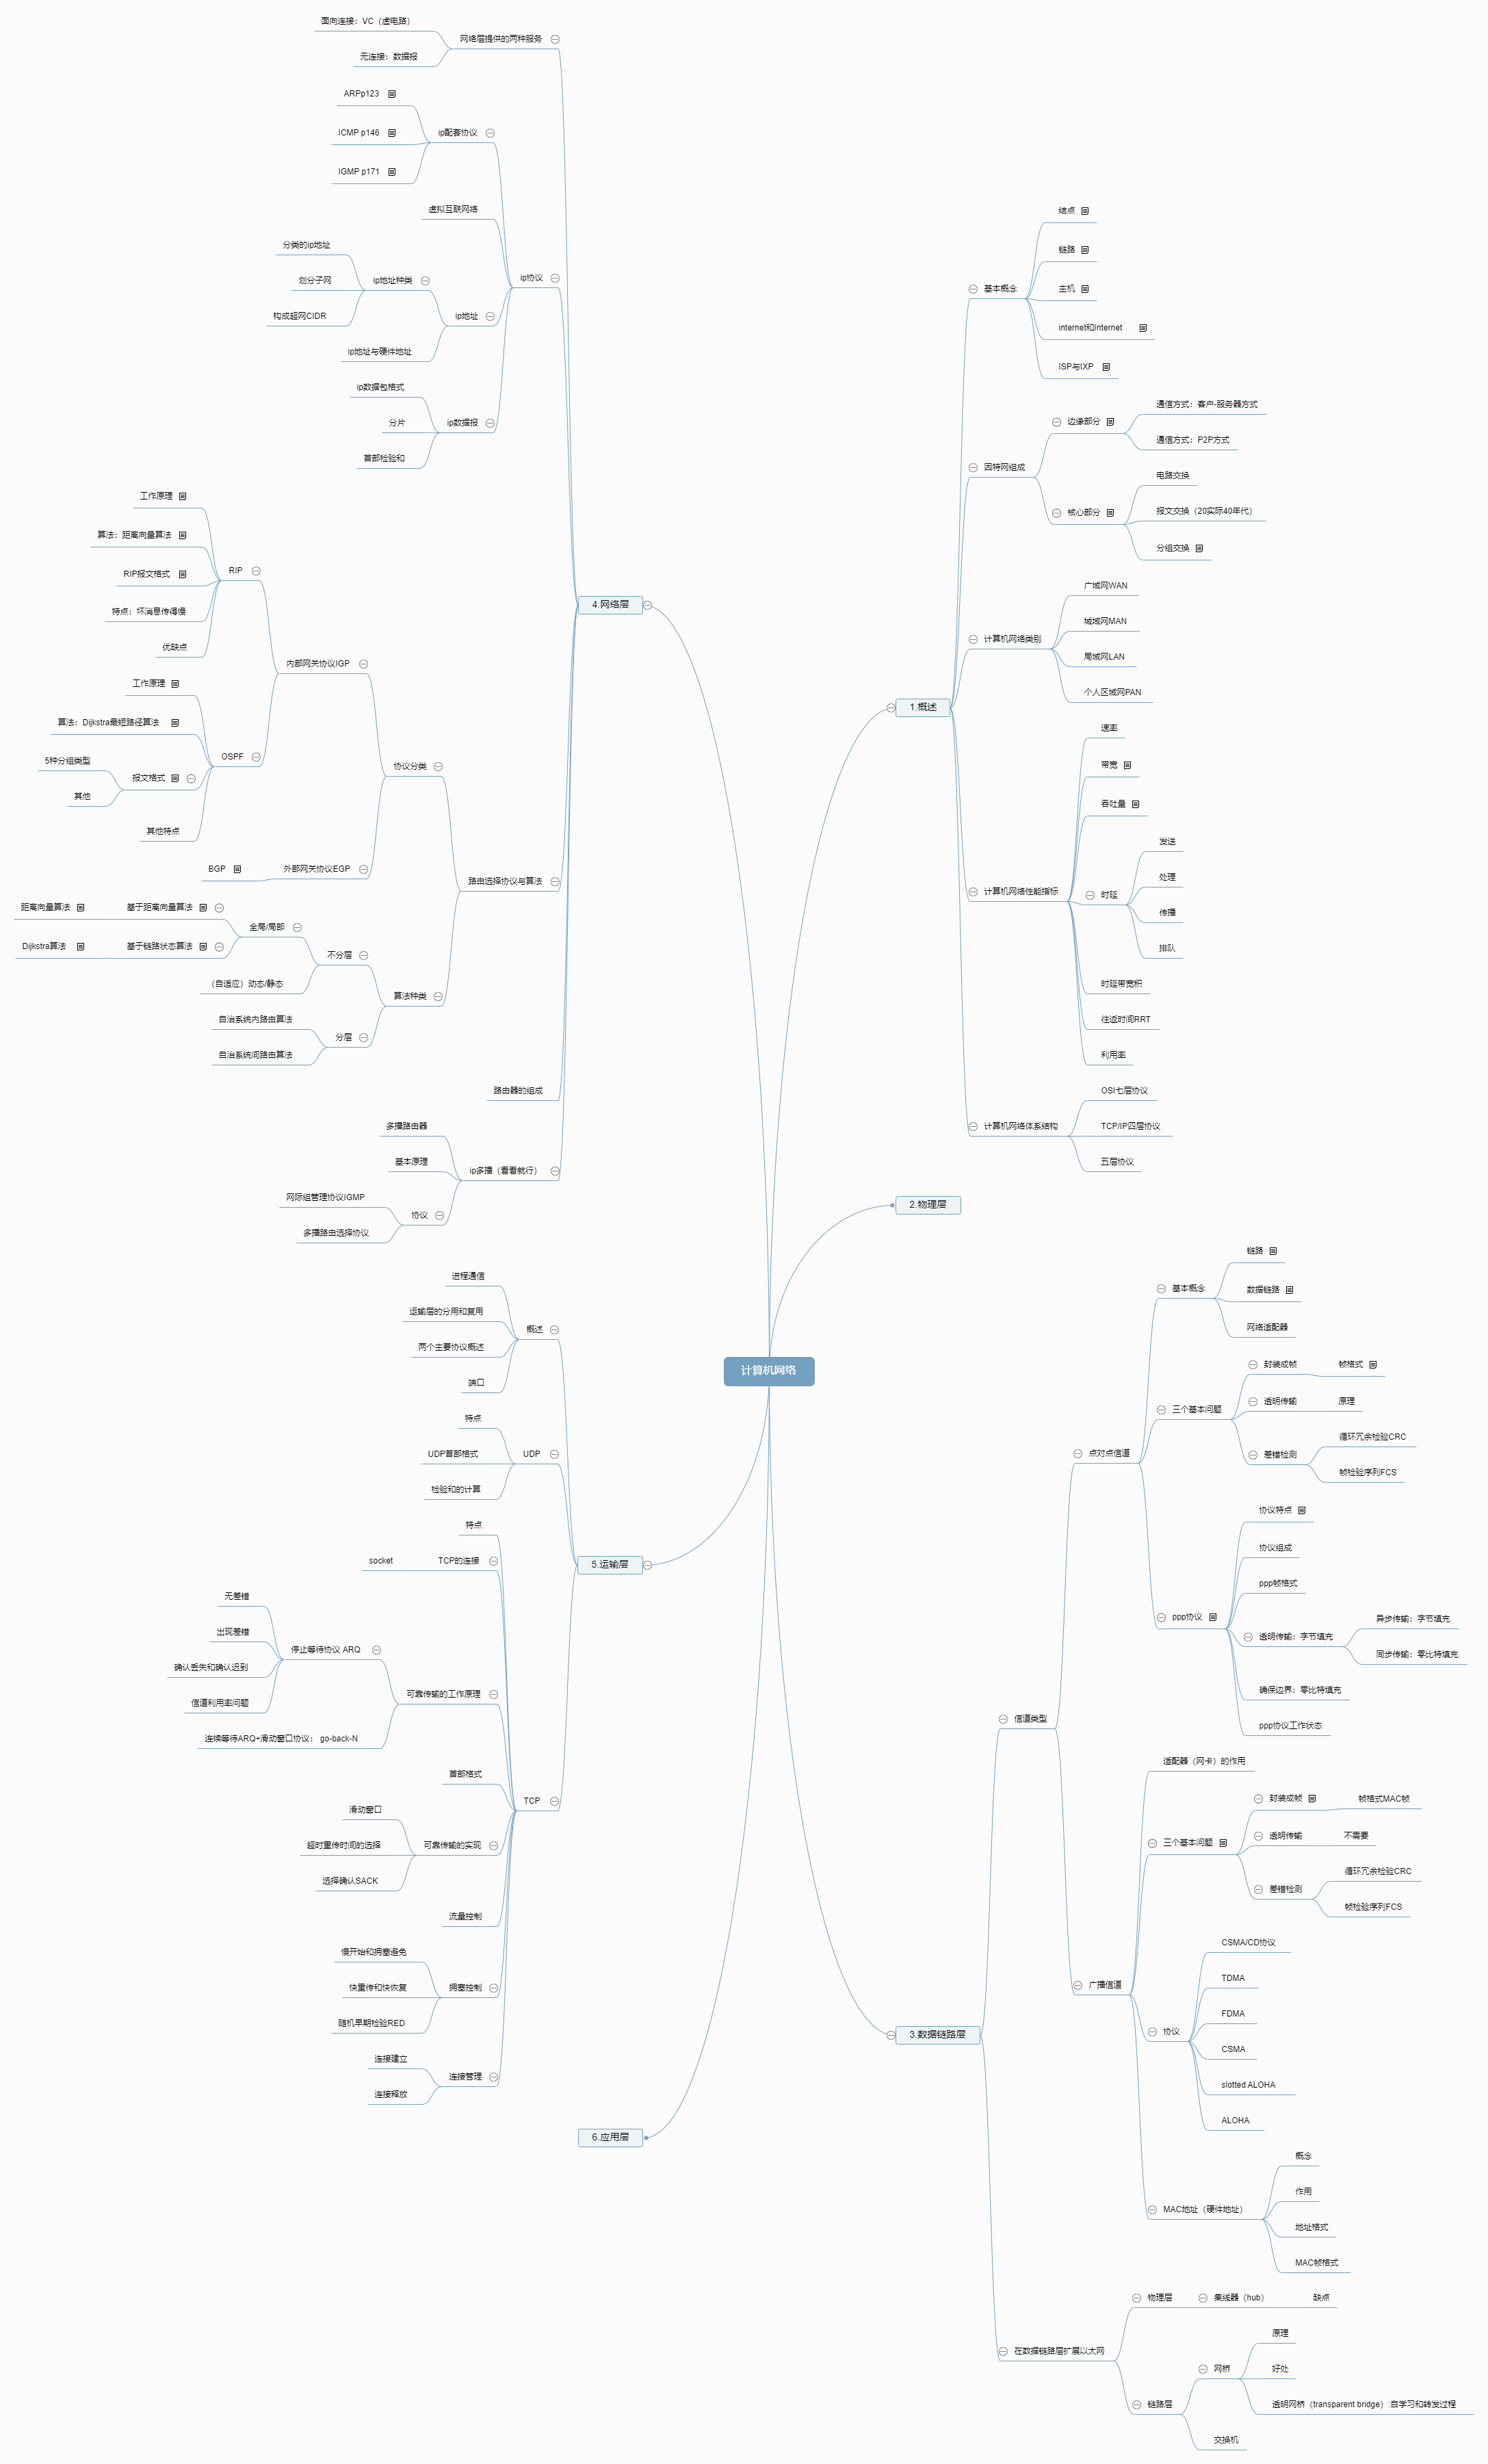 计算机网络
1.概述
基本概念
结点
链路
主机
internet和Internet
ISP与IXP
因特网组成
边缘部分
通信方式：客户-服务器方式
通信方式：P2P方式
核心部分
电路交换
报文交换（20实际40年代）
分组交换
计算机网络类别
广域网WAN
城域网MAN
局域网LAN
个人区域网PAN
计算机网络性能指标
速率
带宽
吞吐量
时延
发送
处理
传播
排队
时延带宽积
往返时间RRT
利用率
计算机网络体系结构
OSI七层协议
TCP/IP四层协议
五层协议
2.物理层
3.数据链路层
信道类型
点对点信道
基本概念
链路
数据链路
网络适配器
三个基本问题
封装成帧
帧格式
透明传输
原理
差错检测
循环冗余检验CRC
帧检验序列FCS
ppp协议
协议特点
协议组成
ppp帧格式
透明传输：字节填充
异步传输：字节填充
同步传输：零比特填充
确保边界：零比特填充
ppp协议工作状态
广播信道
适配器（网卡）的作用
三个基本问题
封装成帧
帧格式MAC帧
透明传输
不需要
差错检测
循环冗余检验CRC
帧检验序列FCS
协议
CSMA/CD协议
TDMA
FDMA
CSMA
slotted ALOHA
ALOHA
MAC地址（硬件地址）
概念
作用
地址格式
MAC帧格式
在数据链路层扩展以太网
物理层
集线器（hub）
缺点
链路层
网桥
原理
好处
透明网桥（transparent bridge）:自学习和转发过程
交换机
4.网络层
网络层提供的两种服务
面向连接：VC（虚电路）
无连接：数据报
ip协议
ip配套协议
ARPp123
ICMP p146
IGMP p171
虚拟互联网络
ip地址
ip地址种类
分类的ip地址
划分子网
构成超网CIDR
ip地址与硬件地址
ip数据报
ip数据包格式
分片
首部检验和
路由选择协议与算法
协议分类
内部网关协议IGP
RIP
工作原理
算法：距离向量算法
RIP报文格式
特点：坏消息传得慢
优缺点
OSPF
工作原理
算法：Dijkstra最短路径算法
报文格式
5种分组类型
其他
其他特点
外部网关协议EGP
BGP
算法种类
不分层
全局/局部
基于距离向量算法
距离向量算法
基于链路状态算法
Dijkstra算法
（自适应）动态/静态
分层
自治系统内路由算法
自治系统间路由算法
路由器的组成
ip多播（看看就行）
多播路由器
基本原理
协议
网际组管理协议IGMP
多播路由选择协议
5.运输层
概述
进程通信
运输层的分用和复用
两个主要协议概述
端口
UDP
特点
UDP首部格式
检验和的计算
TCP
特点
TCP的连接
socket
可靠传输的工作原理
停止等待协议 ARQ
无差错
出现差错
确认丢失和确认迟到
信道利用率问题
连续等待ARQ+滑动窗口协议： go-back-N
首部格式
可靠传输的实现
滑动窗口
超时重传时间的选择
选择确认SACK
流量控制
拥塞控制
慢开始和拥塞避免
快重传和快恢复
随机早期检验RED
连接管理
连接建立
连接释放
6.应用层